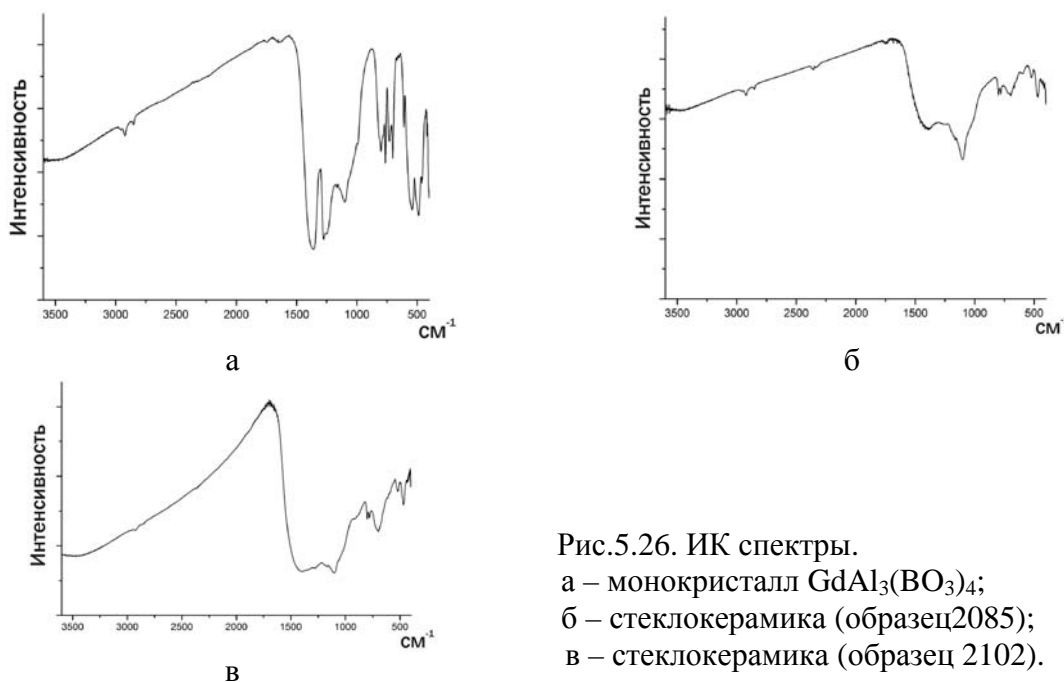 Интенсивность
3500 3000 2500 2000 1500 1000 500
см-1
а
Интенсивность
3500 3000 2500 2000 1500 1000 500
см-
б
Интенсивность
3500 3000 2500 2000 1500 1000 500
см-1
в
Рис.5.26. ИК спектры.
а – монокристалл GdAl3(BO3)4;
б – стеклокерамика (образец2085);
в – стеклокерамика (образец 2102).